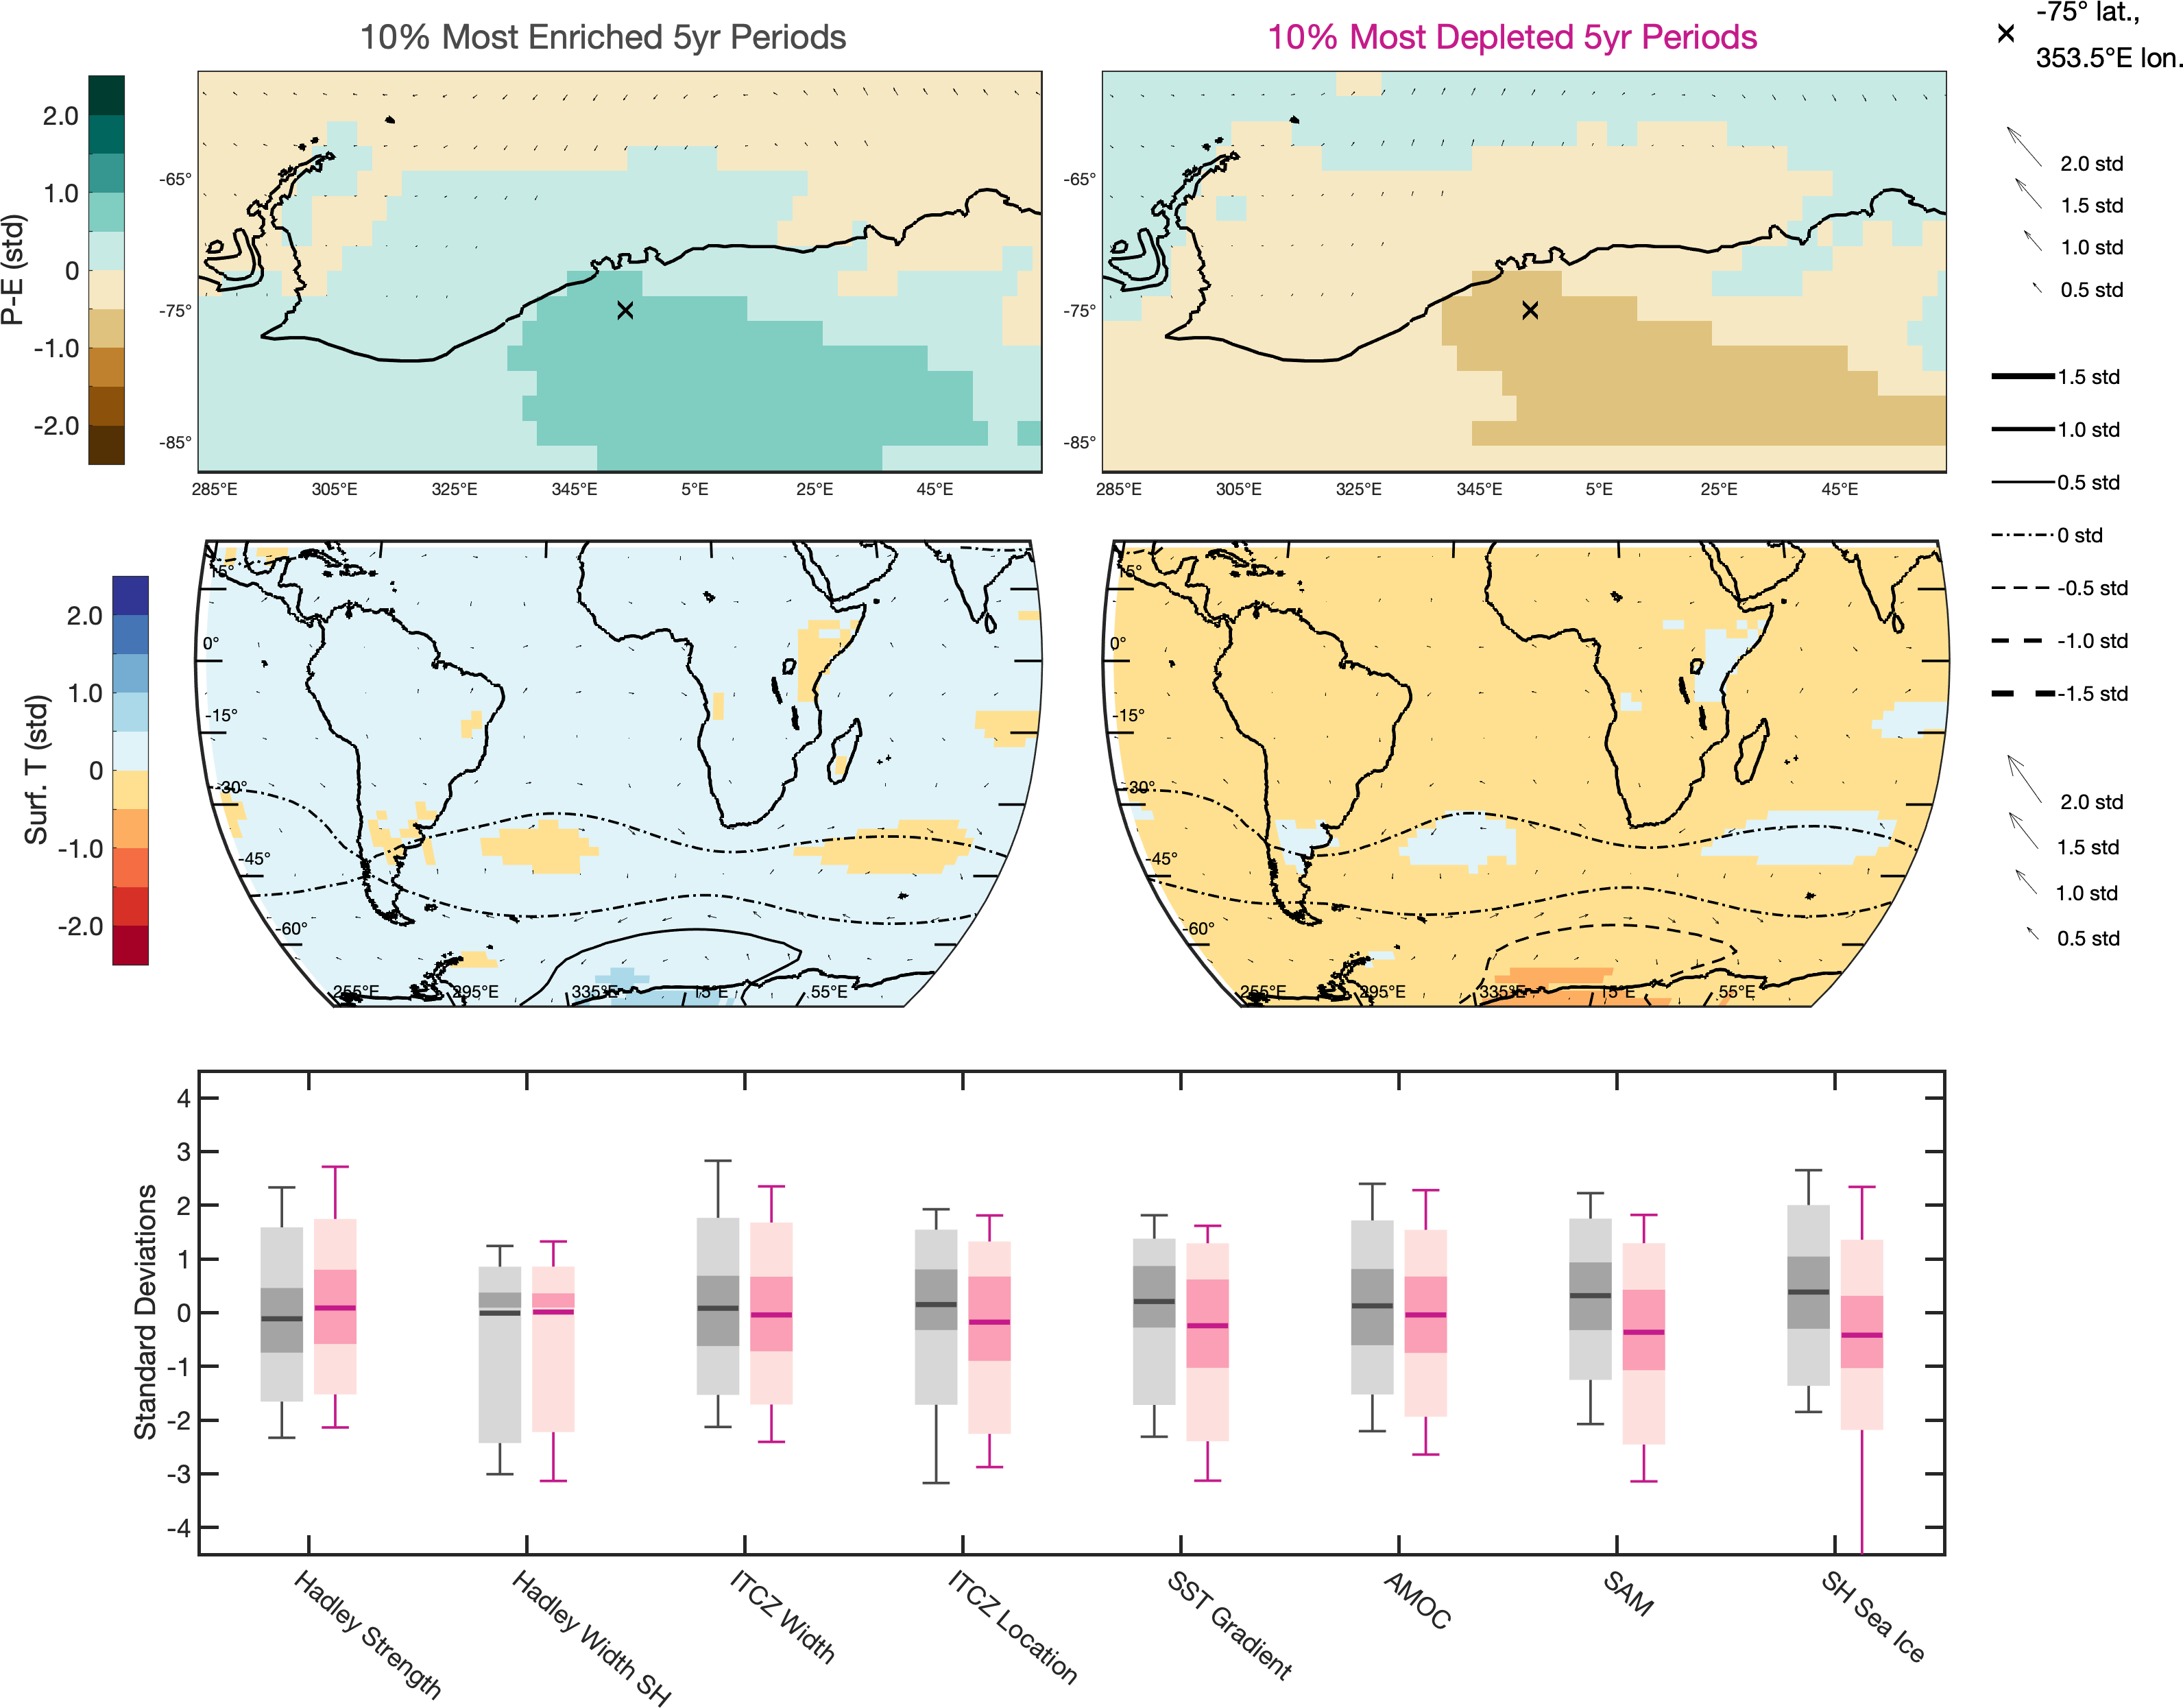 10% Most Enriched 5yr Periods
10% Most Depleted 5yr Periods
-75° lat.,
353.5°E lon.
P-E (std)
2.0
1.0
0
-1.0
-2.0
-65°
-75°
-85°
285°E 305°E 325°E 345°E 5°E 25°E 45°E
-65°
-75°
-85°
285°E 305°E 325°E 345°E 5°E 25°E 45°E
2.0 std
1.5 std
1.0 std
0.5 std
1.5 std
1.0 std
0.5 std
0 std
-0.5 std
-1.0 std
-1.5 std
2.0 std
1.5 std
1.0 std
0.5 std
Surf. T (std)
2.0
1.0
0
-1.0
-2.0
15°
0°
-15°
-30°
-45°
-60°
255°E 295°E 335°E 15°E 55°E
15°
0°
-15°
-30°
-45°
-60°
255°E 295°E 335°E 15°E 55°E
Standard Deviations
4
3
2
1
0
-1
-2
-3
-4
Hadley Strength
Hadley Width SH
ITCZ Width
ITCZ Location
SST Gradient
AMOC
SAM
SH Sea Ice